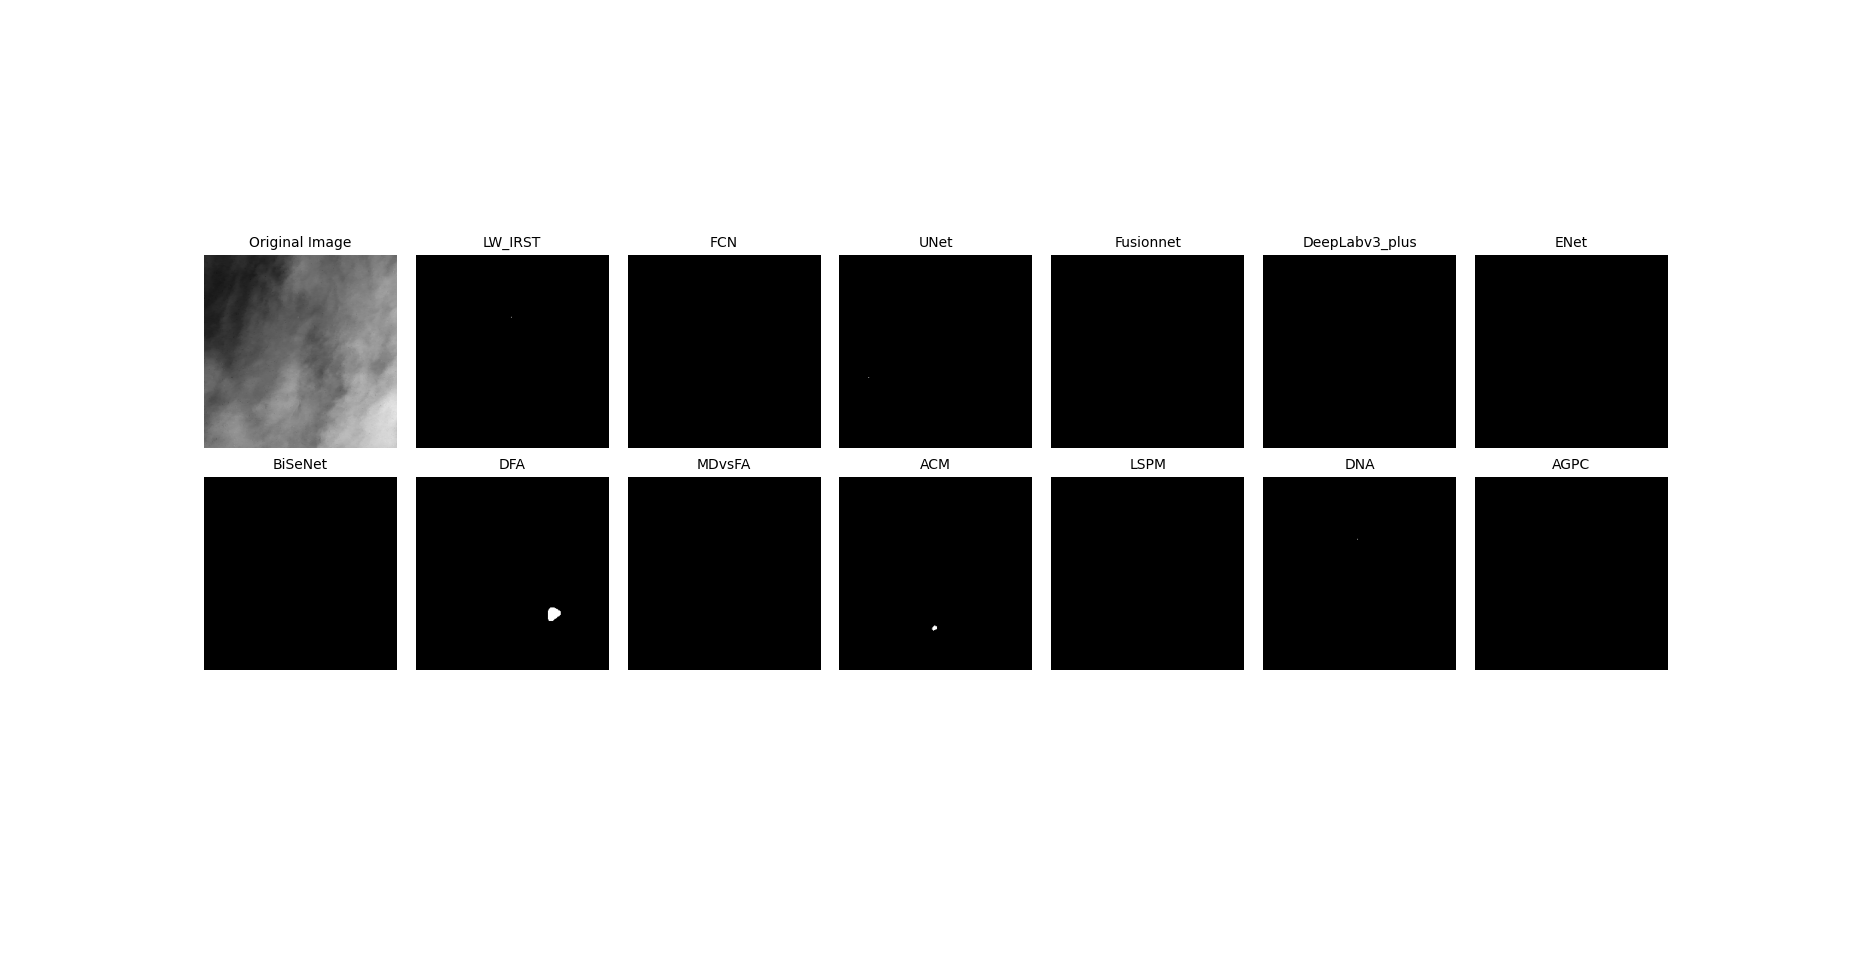 Original Image LW_IRST FCN UNet Fusionnet DeepLabv3_plus ENet
BiSeNet DFA MDvsFA ACM LSPM DNA AGPC